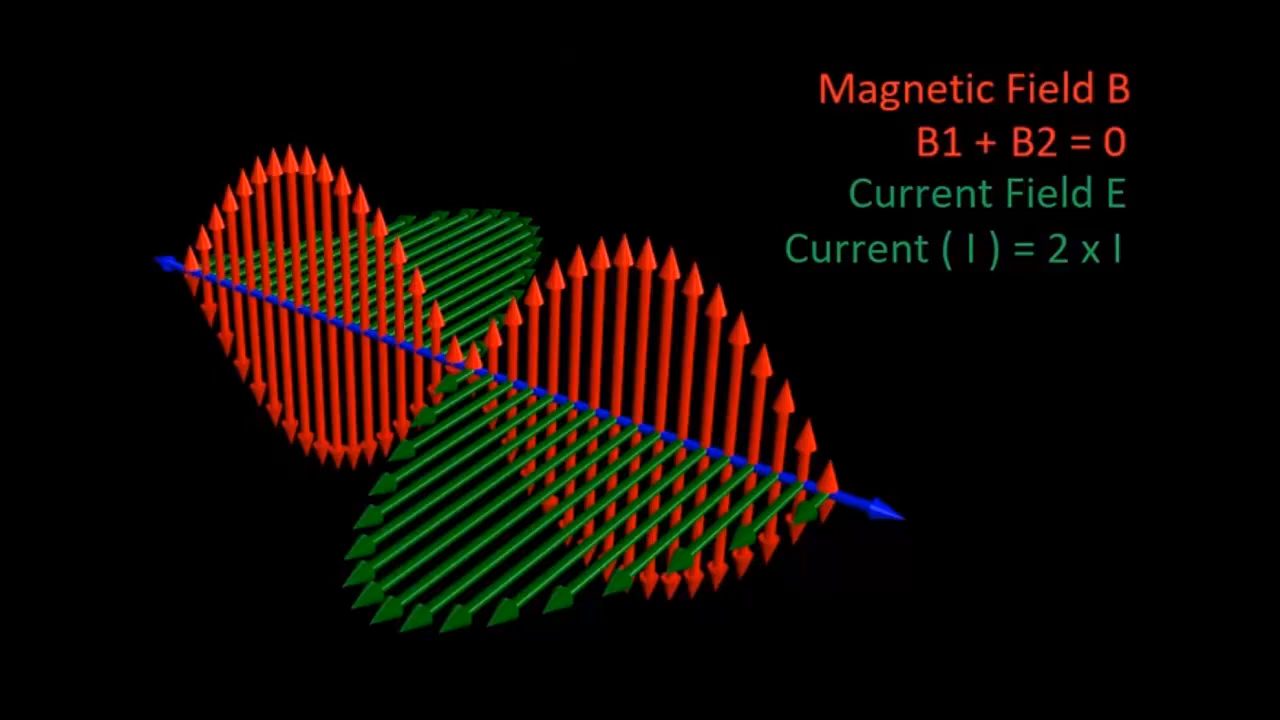 Magnetic Field B
B1 + B2 = 0
Current Field E
Current ( I ) = 2 x I